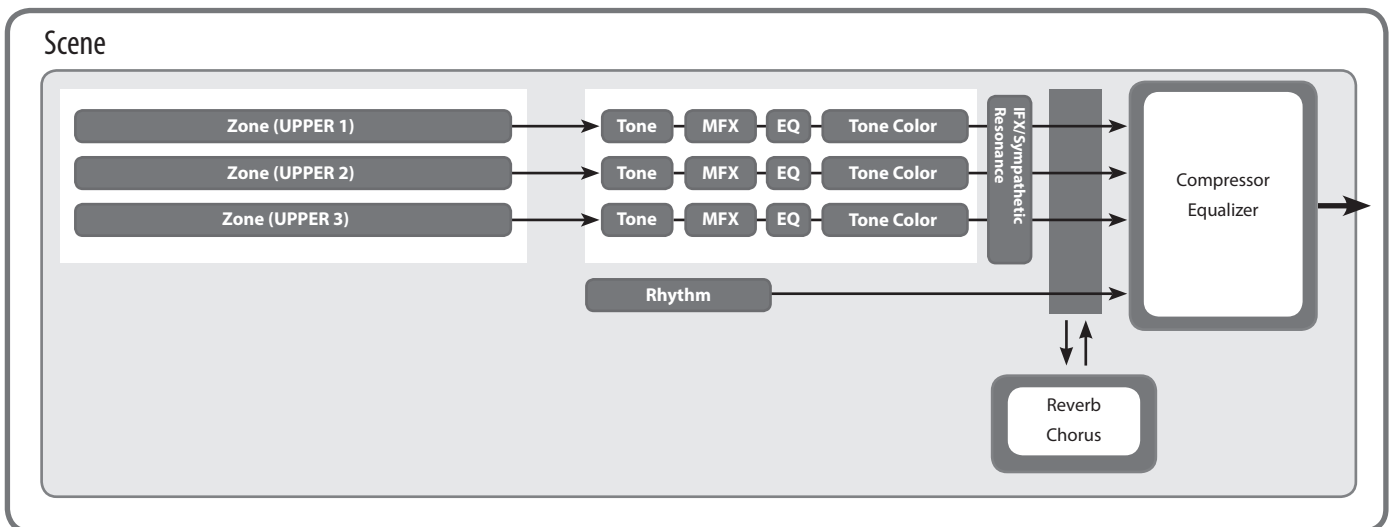 Scene
Zone (UPPER 1)
Tone
MFX
EQ
Tone Color
Zone (UPPER 2)
Tone
MFX
EQ
Tone Color
Zone (UPPER 3)
Tone
MFX
EQ
Tone Color
IFX/Sympathetic
Resonance
Rhythm
Compressor
Equalizer
Reverb
Chorus